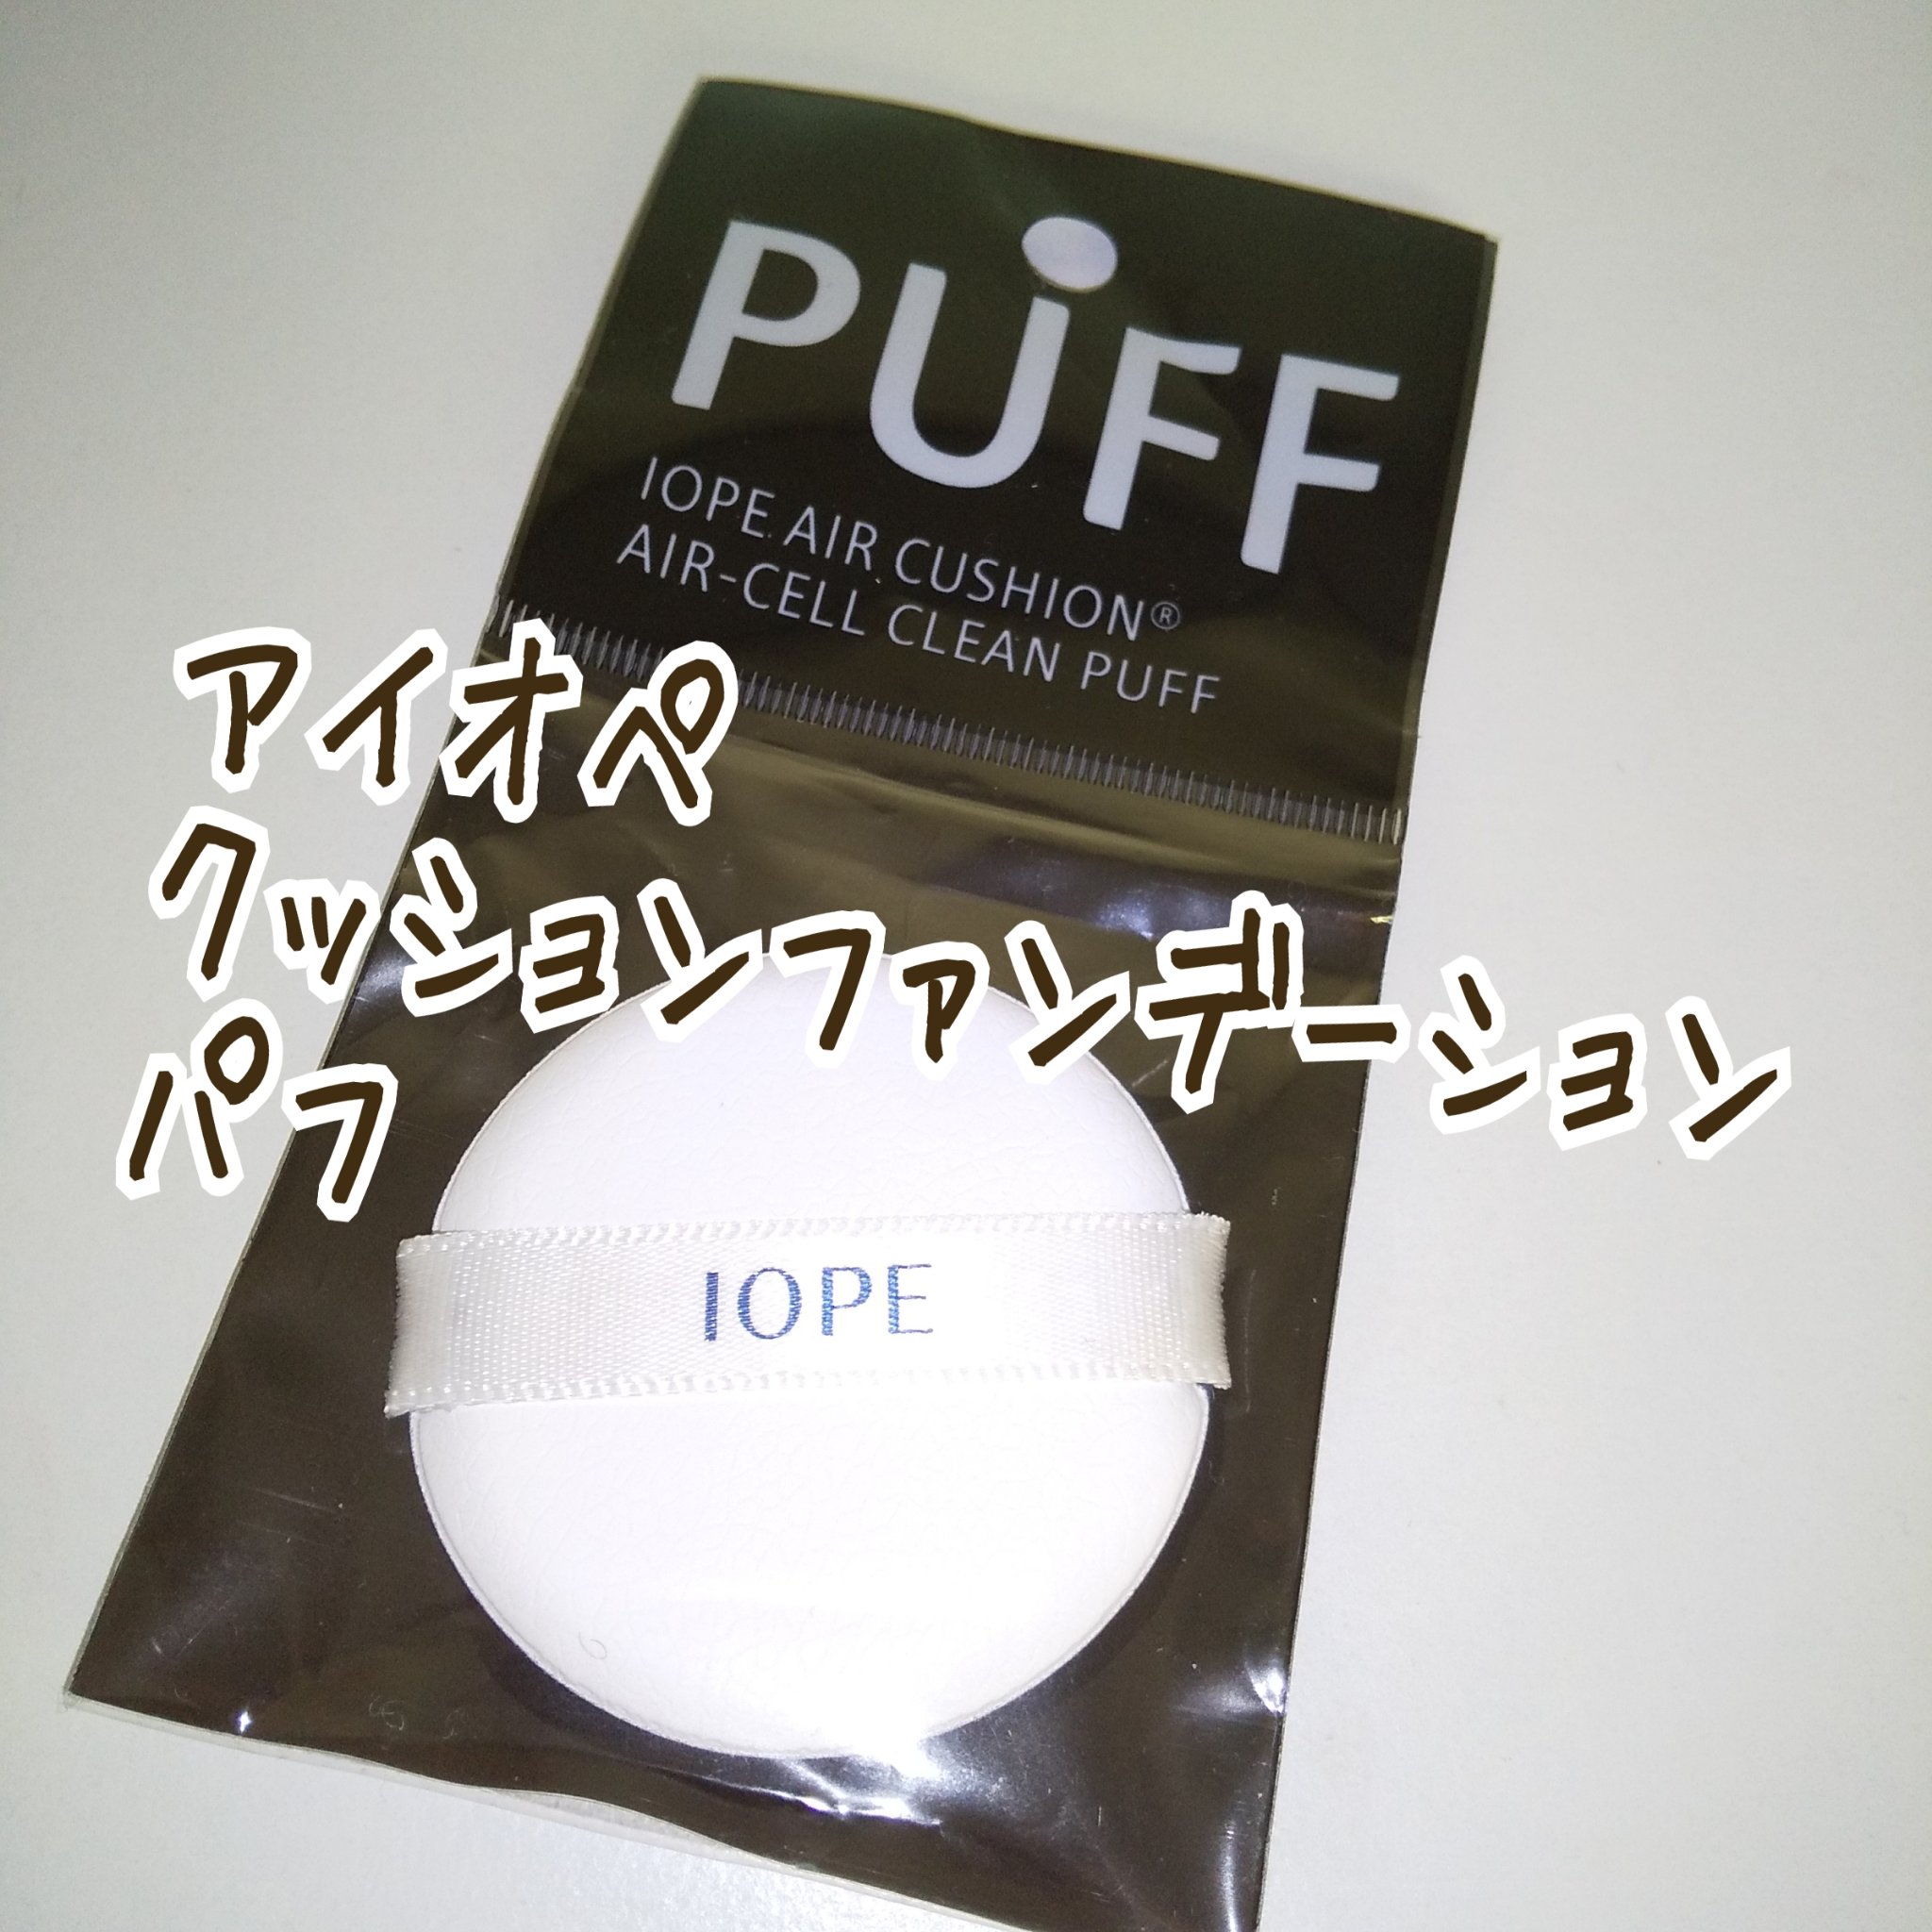 PUFF
IOPE AIR CUSHION®
AIR-CELL CLEAN PUFF
アイオペ
クッションファンデーション
パフ
IOPE